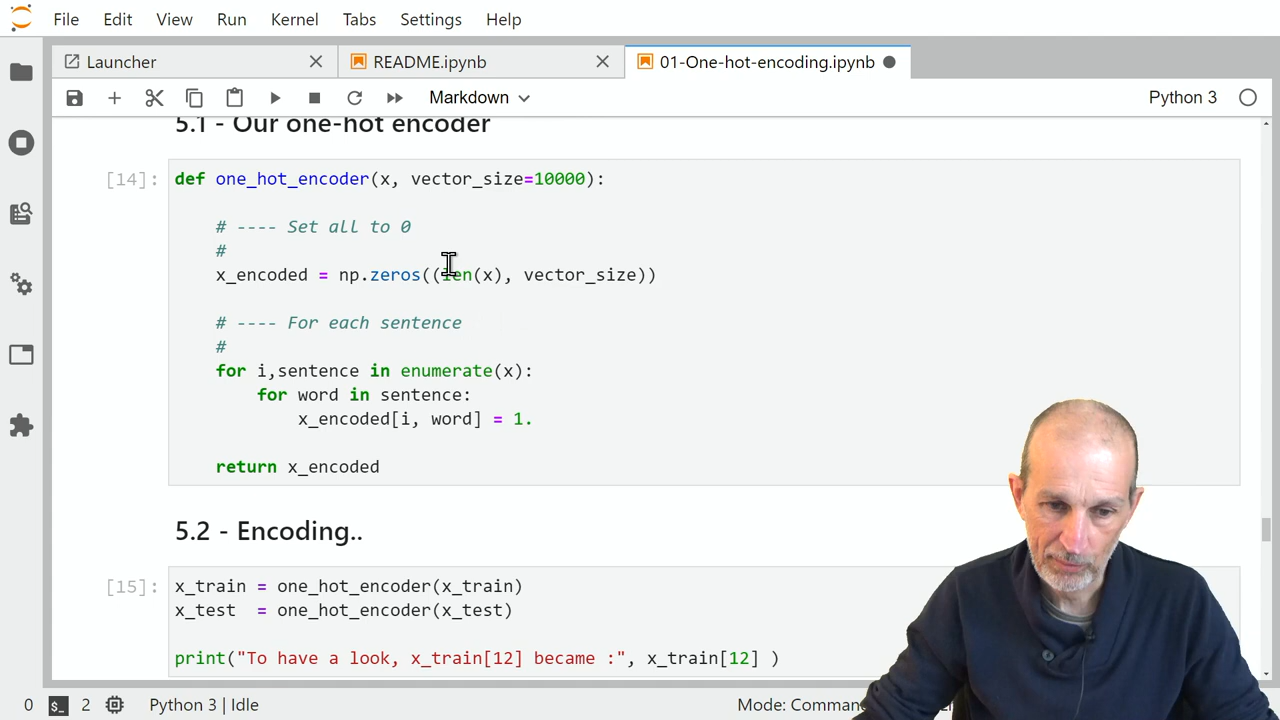 File Edit View Run Kernel Tabs Settings Help
Launcher README.ipynb 01-One-hot-encoding.ipynb
Markdown Python 3
5.1 - Our one-hot encoder
[14]: def one_hot_encoder(x, vector_size=10000):
# ---- Set all to 0
#
x_encoded = np.zeros((len(x), vector_size))
# ---- For each sentence
#
for i,sentence in enumerate(x):
for word in sentence:
x_encoded[i, word] = 1.
return x_encoded
5.2 - Encoding..
[15]: x_train = one_hot_encoder(x_train)
x_test = one_hot_encoder(x_test)
print("To have a look, x_train[12] became :", x_train[12] )
0 2 Python 3 | Idle Mode: